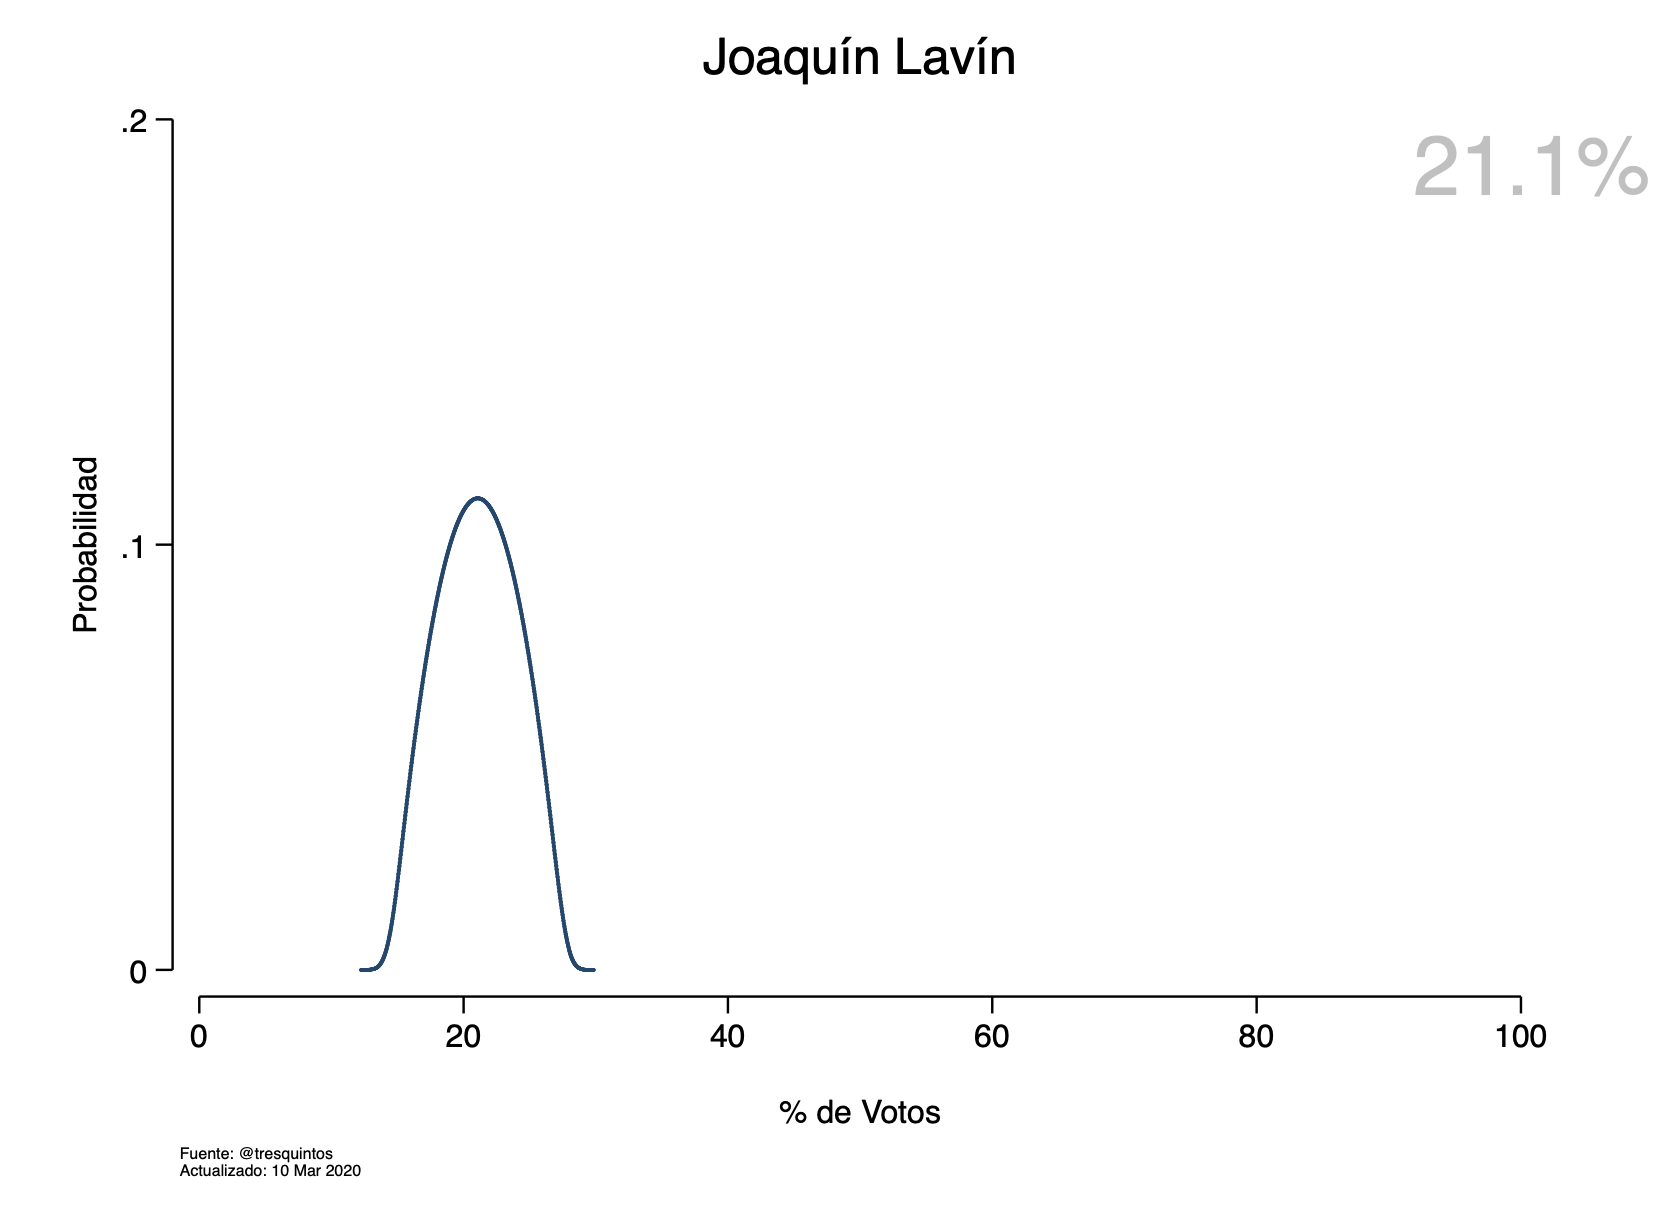 Joaquín Lavín
21.1%
.2
.1
0
Probabilidad
0 20 40 60 80 100
% de Votos
Fuente: @tresquintos
Actualizado: 10 Mar 2020